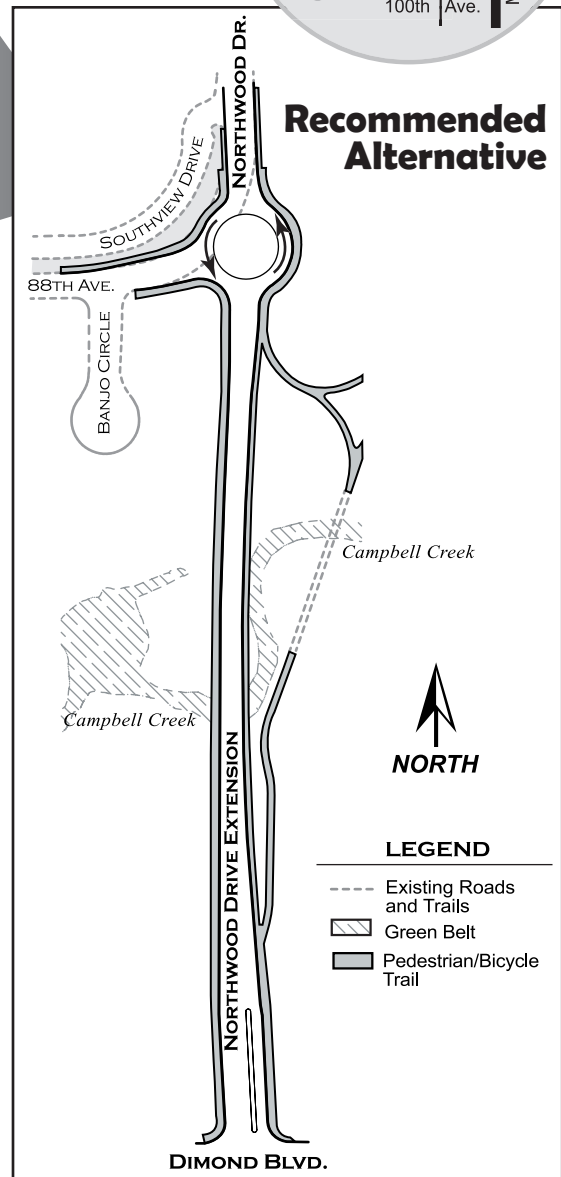 100th Ave.
NORTHWOOD DR.
Recommended
Alternative
SOUTHVIEW DRIVE
88TH AVE.
BANJO CIRCLE
Campbell Creek
Campbell Creek
NORTH
NORTHWOOD DRIVE EXTENSION
LEGEND
Existing Roads
and Trails
Green Belt
Pedestrian/Bicycle
Trail
DIMOND BLVD.